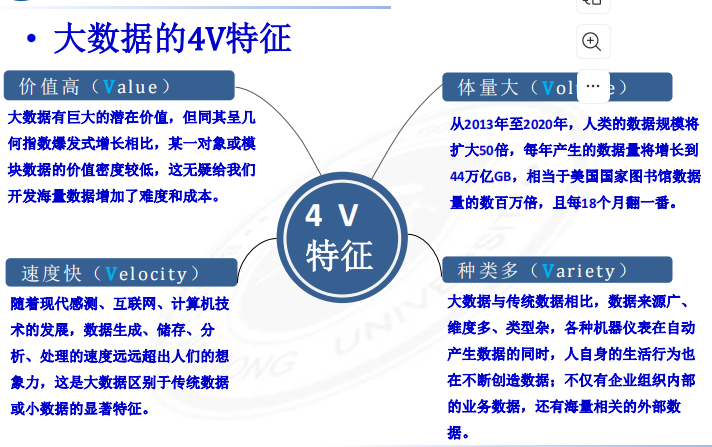 • 大数据的4V特征
价值高（Value）
大数据有巨大的潜在价值，但同其呈几
何指数爆发式增长相比，某一对象或模
块数据的价值密度较低，这无疑给我们
开发海量数据增加了难度和成本。
体量大（Vol e）
从2013年至2020年，人类的数据规模将
扩大50倍，每年产生的数据量将增长到
44万亿GB，相当于美国国家图书馆数据
量的数百万倍，且每18个月翻一番。
4 V
特征
速度快（Velocity）
随着现代感测、互联网、计算机技
术的发展，数据生成、储存、分
析、处理的速度远远超出人们的想
象力，这是大数据区别于传统数据
或小数据的显著特征。
种类多（Variety）
大数据与传统数据相比，数据来源广、
维度多、类型杂，各种机器仪表在自动
产生数据的同时，人自身的生活行为也
在不断创造数据；不仅有企业组织内部
的业务数据，还有海量相关的外部数
据。